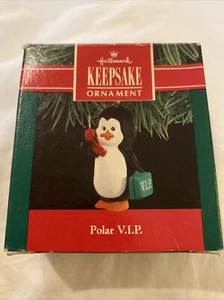 Hallmark
KEEPSAKE
ORNAMENT
V.I.P.
Polar V.I.P.